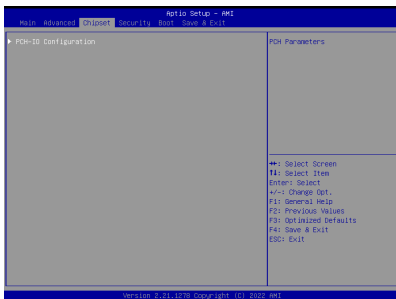 Aptio Setup - AMI
Main Advanced Chipset Security Boot Save & Exit
PCH-IO Configuration
PCH Parameters
→←: Select Screen
↑↓: Select Item
Enter: Select
+/-: Change Opt.
F1: General Help
F2: Previous Values
F3: Optimized Defaults
F4: Save & Exit
ESC: Exit
Version 2.21.1278 Copyright (C) 2022 AMI